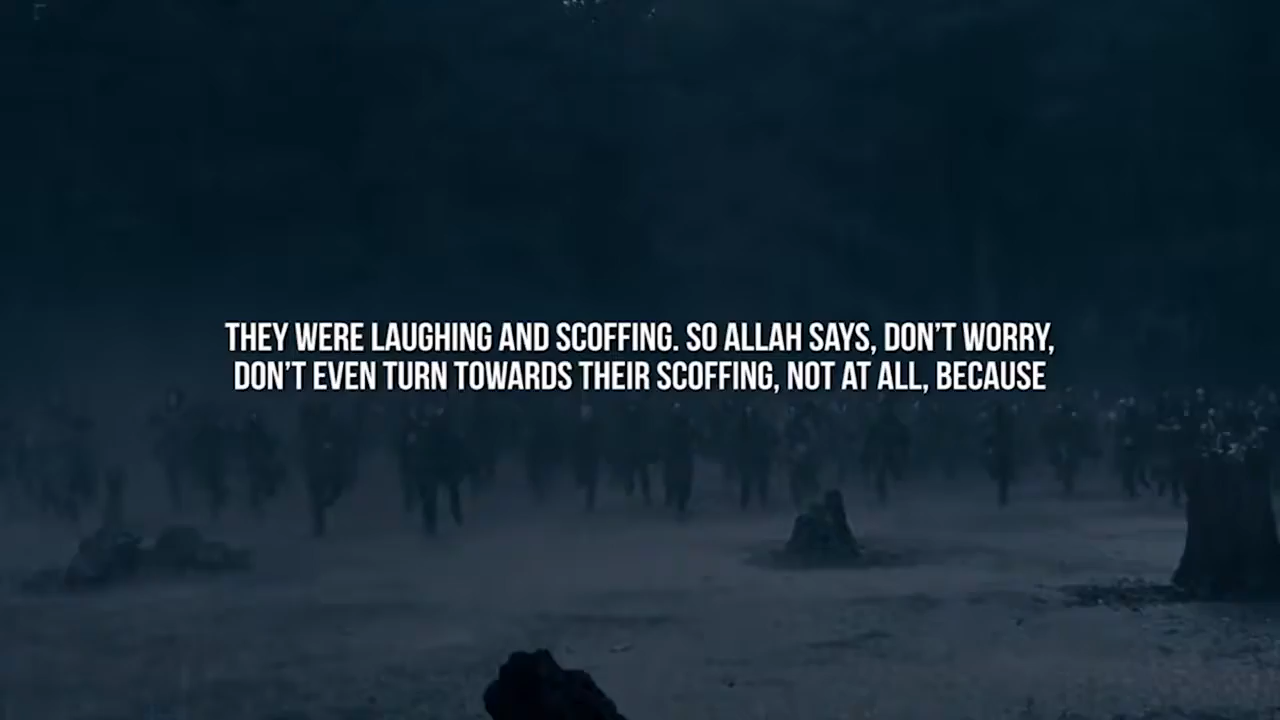 THEY WERE LAUGHING AND SCOFFING. SO ALLAH SAYS, DON’T WORRY,
DON’T EVEN TURN TOWARDS THEIR SCOFFING, NOT AT ALL, BECAUSE